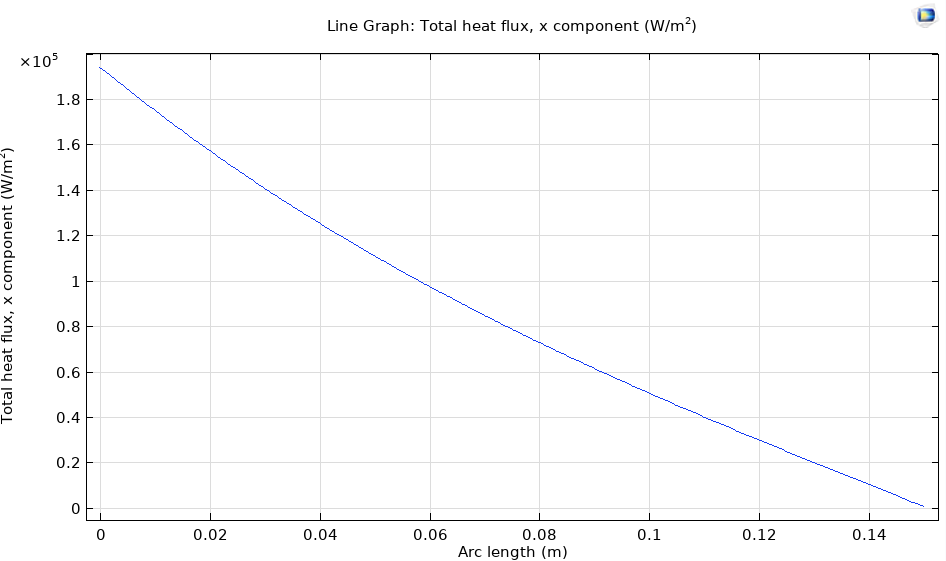 Line Graph: Total heat flux, x component (W/m²)
×10⁵
1.8
1.6
1.4
1.2
1
0.8
0.6
0.4
0.2
0
Total heat flux, x component (W/m²)
0 0.02 0.04 0.06 0.08 0.1 0.12 0.14
Arc length (m)